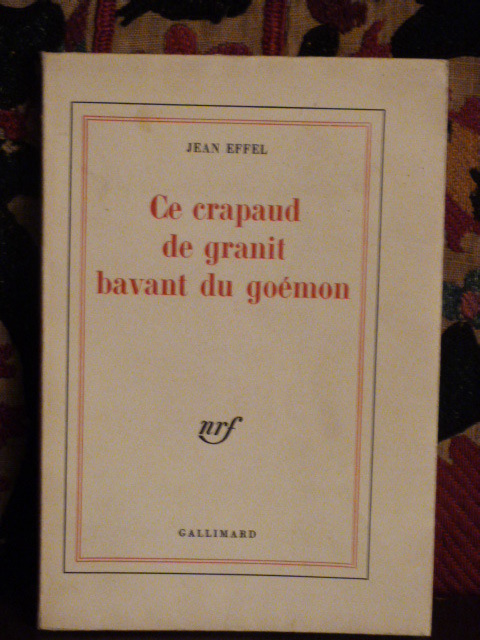 JEAN EFFEL
Ce crapaud
de granit
bavant du goémon
nrf
GALLIMARD